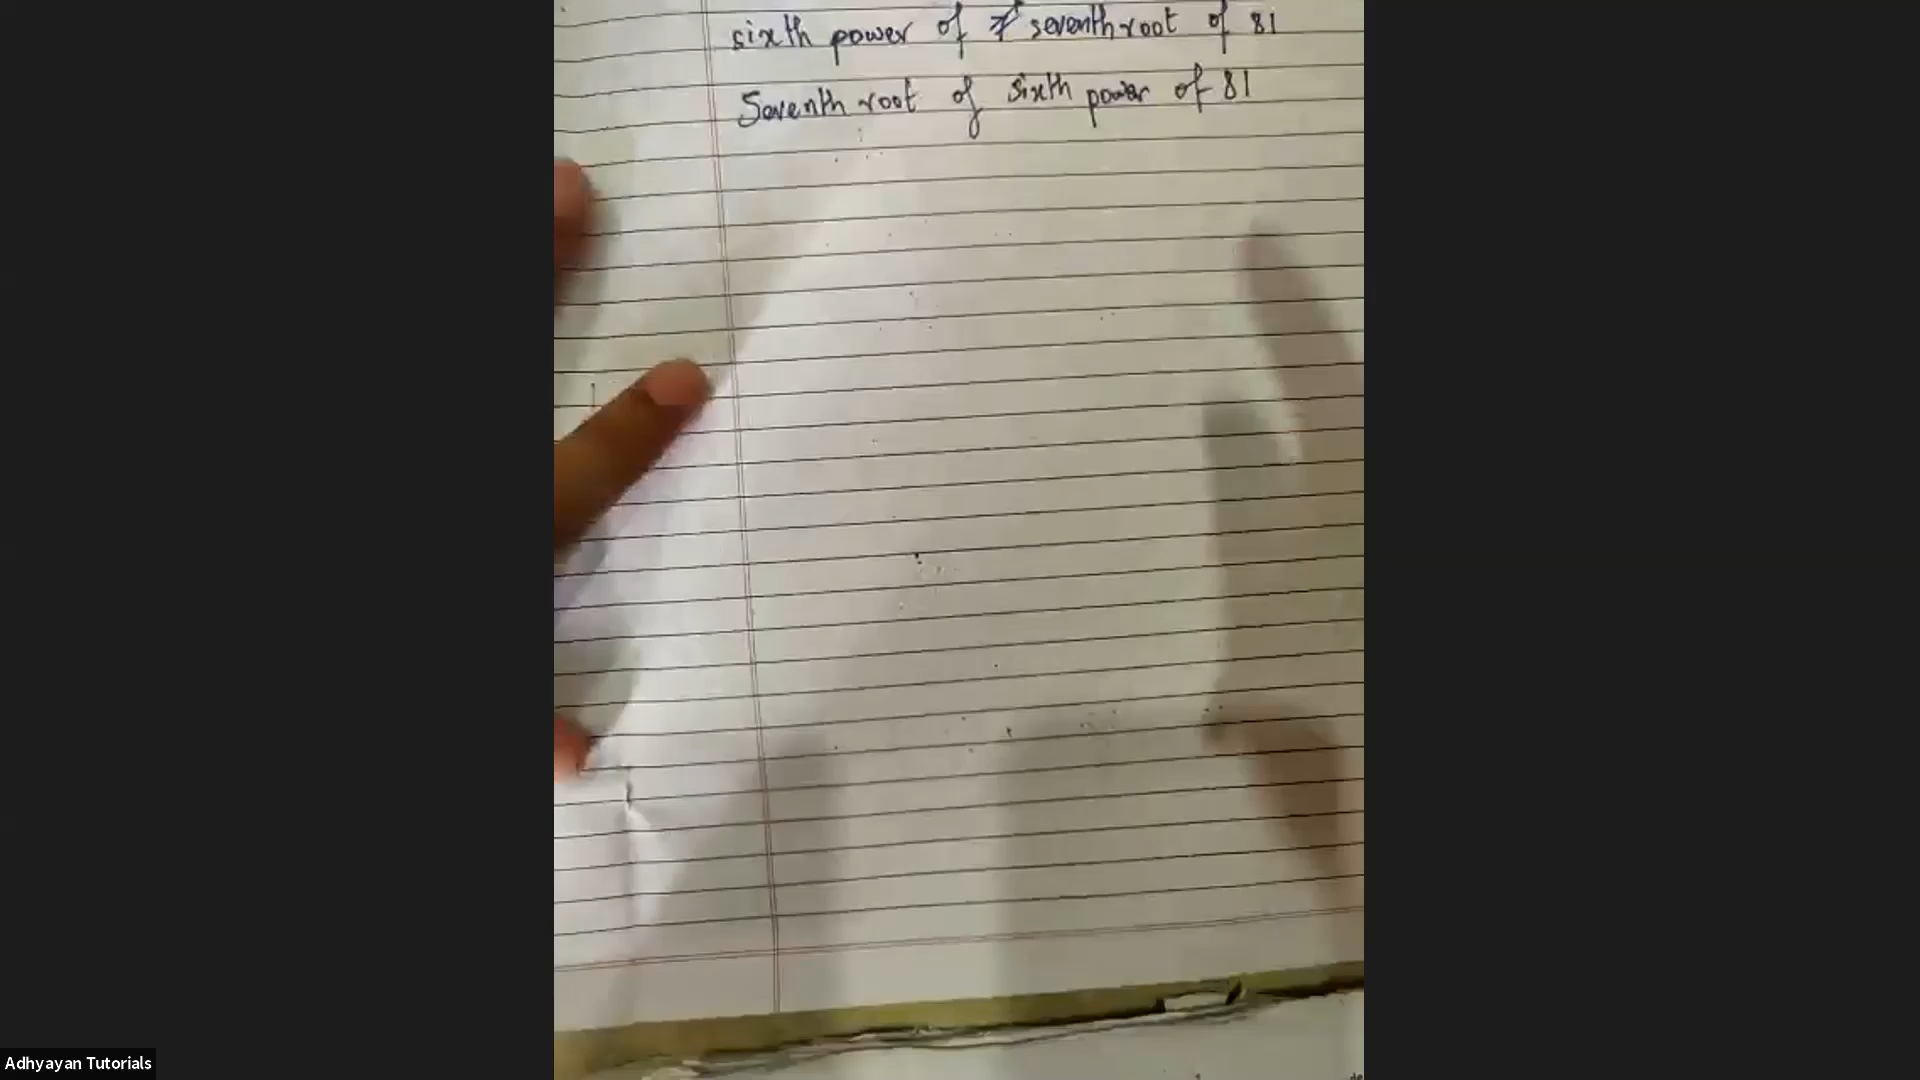 sixth power of seventh root of 81
Seventh root of sixth power of 81
Adhyayan Tutorials